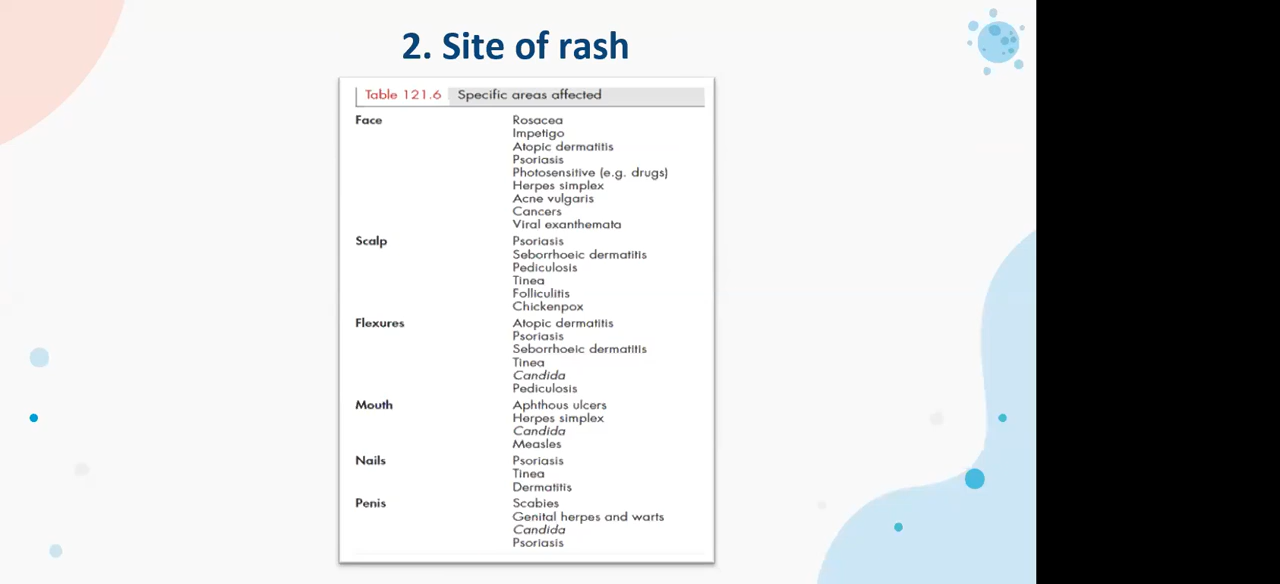 2. Site of rash
Table 121.6 Specific areas affected
Face Rosacea
Impetigo
Atopic dermatitis
Psoriasis
Photosensitive (e.g. drugs)
Herpes simplex
Acne vulgaris
Cancers
Viral exanthemata
Scalp Psoriasis
Seborrhoeic dermatitis
Pediculosis
Tinea
Folliculitis
Chickenpox
Flexures Atopic dermatitis
Psoriasis
Seborrhoeic dermatitis
Tinea
Candida
Pediculosis
Mouth Aphthous ulcers
Herpes simplex
Candida
Measles
Nails Psoriasis
Tinea
Dermatitis
Penis Scabies
Genital herpes and warts
Candida
Psoriasis